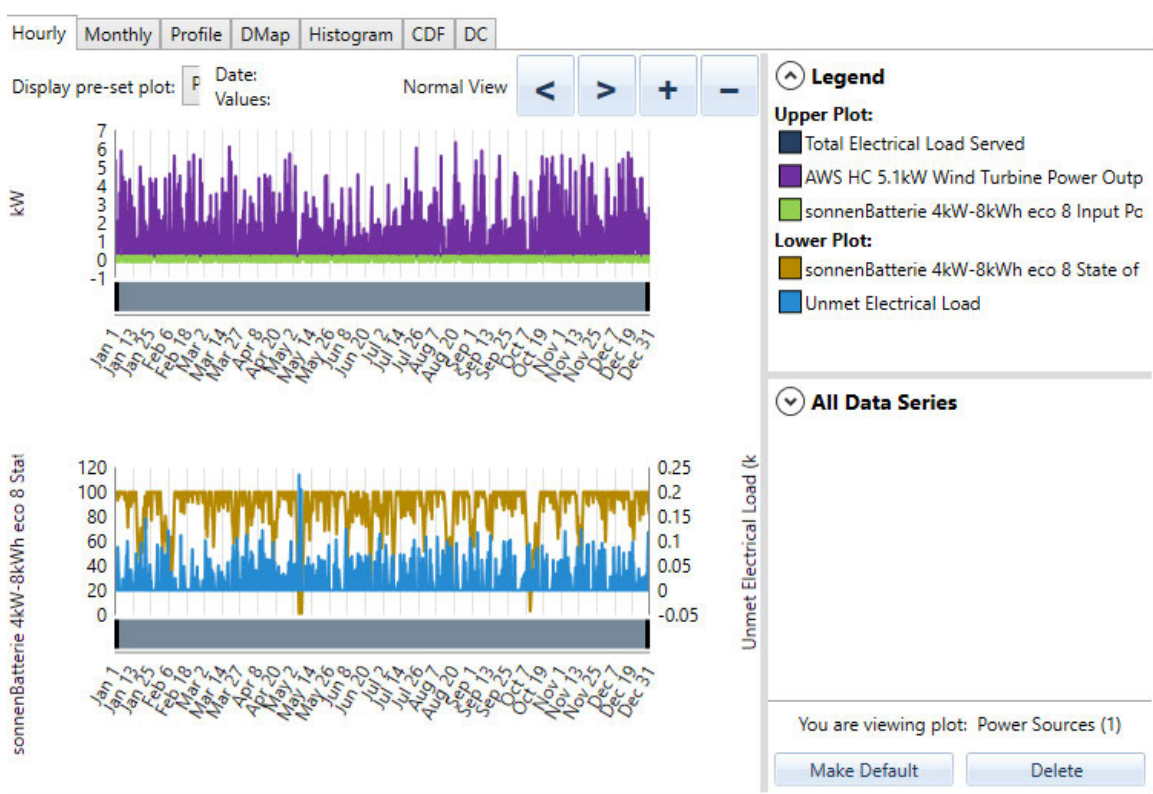 Hourly Monthly Profile DMap Histogram CDF DC
Display pre-set plot:
Date:
Values:
Normal View < > + −
kW
7
6
5
4
3
2
1
0
-1
Jan 1 Jan 13 Jan 25 Feb 6 Feb 18 Mar 2 Mar 14 Mar 27 Apr 8 Apr 20 May 2 May 14 May 26 Jun 8 Jun 20 Jul 2 Jul 14 Jul 26 Aug 7 Aug 20 Sep 1 Sep 13 Sep 25 Oct 7 Oct 19 Nov 1 Nov 13 Nov 25 Dec 7 Dec 19 Dec 31
sonnenBatterie 4kW-8kWh eco 8 Stat
120
100
80
60
40
20
0
0.25
0.2
0.15
0.1
0.05
0
-0.05
Unmet Electrical Load (k
Jan 1 Jan 13 Jan 25 Feb 6 Feb 18 Mar 2 Mar 14 Mar 27 Apr 8 Apr 20 May 2 May 14 May 26 Jun 8 Jun 20 Jul 2 Jul 14 Jul 26 Aug 7 Aug 20 Sep 1 Sep 13 Sep 25 Oct 7 Oct 19 Nov 1 Nov 13 Nov 25 Dec 7 Dec 19 Dec 31
Legend
Upper Plot:
Total Electrical Load Served
AWS HC 5.1kW Wind Turbine Power Outp
sonnenBatterie 4kW-8kWh eco 8 Input Po
Lower Plot:
sonnenBatterie 4kW-8kWh eco 8 State of
Unmet Electrical Load
All Data Series
You are viewing plot: Power Sources (1)
Make Default Delete